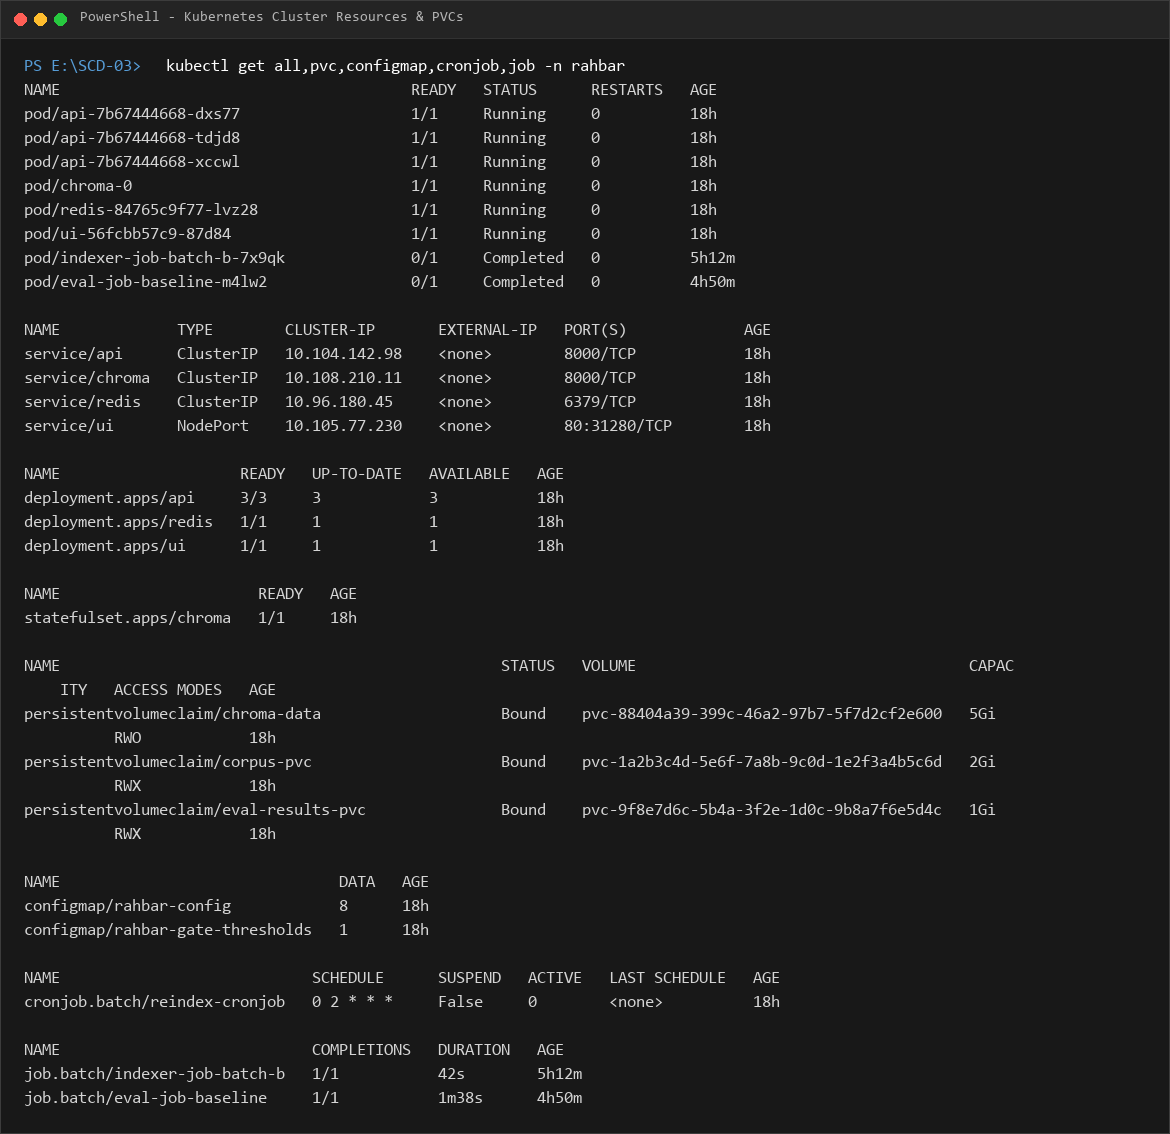 PowerShell - Kubernetes Cluster Resources & PVCs
PS E:\SCD-03> kubectl get all,pvc,configmap,cronjob,job -n rahbar
NAME READY STATUS RESTARTS AGE
pod/api-7b67444668-dxs77 1/1 Running 0 18h
pod/api-7b67444668-tdjd8 1/1 Running 0 18h
pod/api-7b67444668-xccwl 1/1 Running 0 18h
pod/chroma-0 1/1 Running 0 18h
pod/redis-84765c9f77-lvz28 1/1 Running 0 18h
pod/ui-56fcbb57c9-87d84 1/1 Running 0 18h
pod/indexer-job-batch-b-7x9qk 0/1 Completed 0 5h12m
pod/eval-job-baseline-m4lw2 0/1 Completed 0 4h50m
NAME TYPE CLUSTER-IP EXTERNAL-IP PORT(S) AGE
service/api ClusterIP 10.104.142.98 <none> 8000/TCP 18h
service/chroma ClusterIP 10.108.210.11 <none> 8000/TCP 18h
service/redis ClusterIP 10.96.180.45 <none> 6379/TCP 18h
service/ui NodePort 10.105.77.230 <none> 80:31280/TCP 18h
NAME READY UP-TO-DATE AVAILABLE AGE
deployment.apps/api 3/3 3 3 18h
deployment.apps/redis 1/1 1 1 18h
deployment.apps/ui 1/1 1 1 18h
NAME READY AGE
statefulset.apps/chroma 1/1 18h
NAME STATUS VOLUME CAPAC
ITY ACCESS MODES AGE
persistentvolumeclaim/chroma-data Bound pvc-88404a39-399c-46a2-97b7-5f7d2cf2e600 5Gi
RWO 18h
persistentvolumeclaim/corpus-pvc Bound pvc-1a2b3c4d-5e6f-7a8b-9c0d-1e2f3a4b5c6d 2Gi
RWX 18h
persistentvolumeclaim/eval-results-pvc Bound pvc-9f8e7d6c-5b4a-3f2e-1d0c-9b8a7f6e5d4c 1Gi
RWX 18h
NAME DATA AGE
configmap/rahbar-config 8 18h
configmap/rahbar-gate-thresholds 1 18h
NAME SCHEDULE SUSPEND ACTIVE LAST SCHEDULE AGE
cronjob.batch/reindex-cronjob 0 2 * * * False 0 <none> 18h
NAME COMPLETIONS DURATION AGE
job.batch/indexer-job-batch-b 1/1 42s 5h12m
job.batch/eval-job-baseline 1/1 1m38s 4h50m